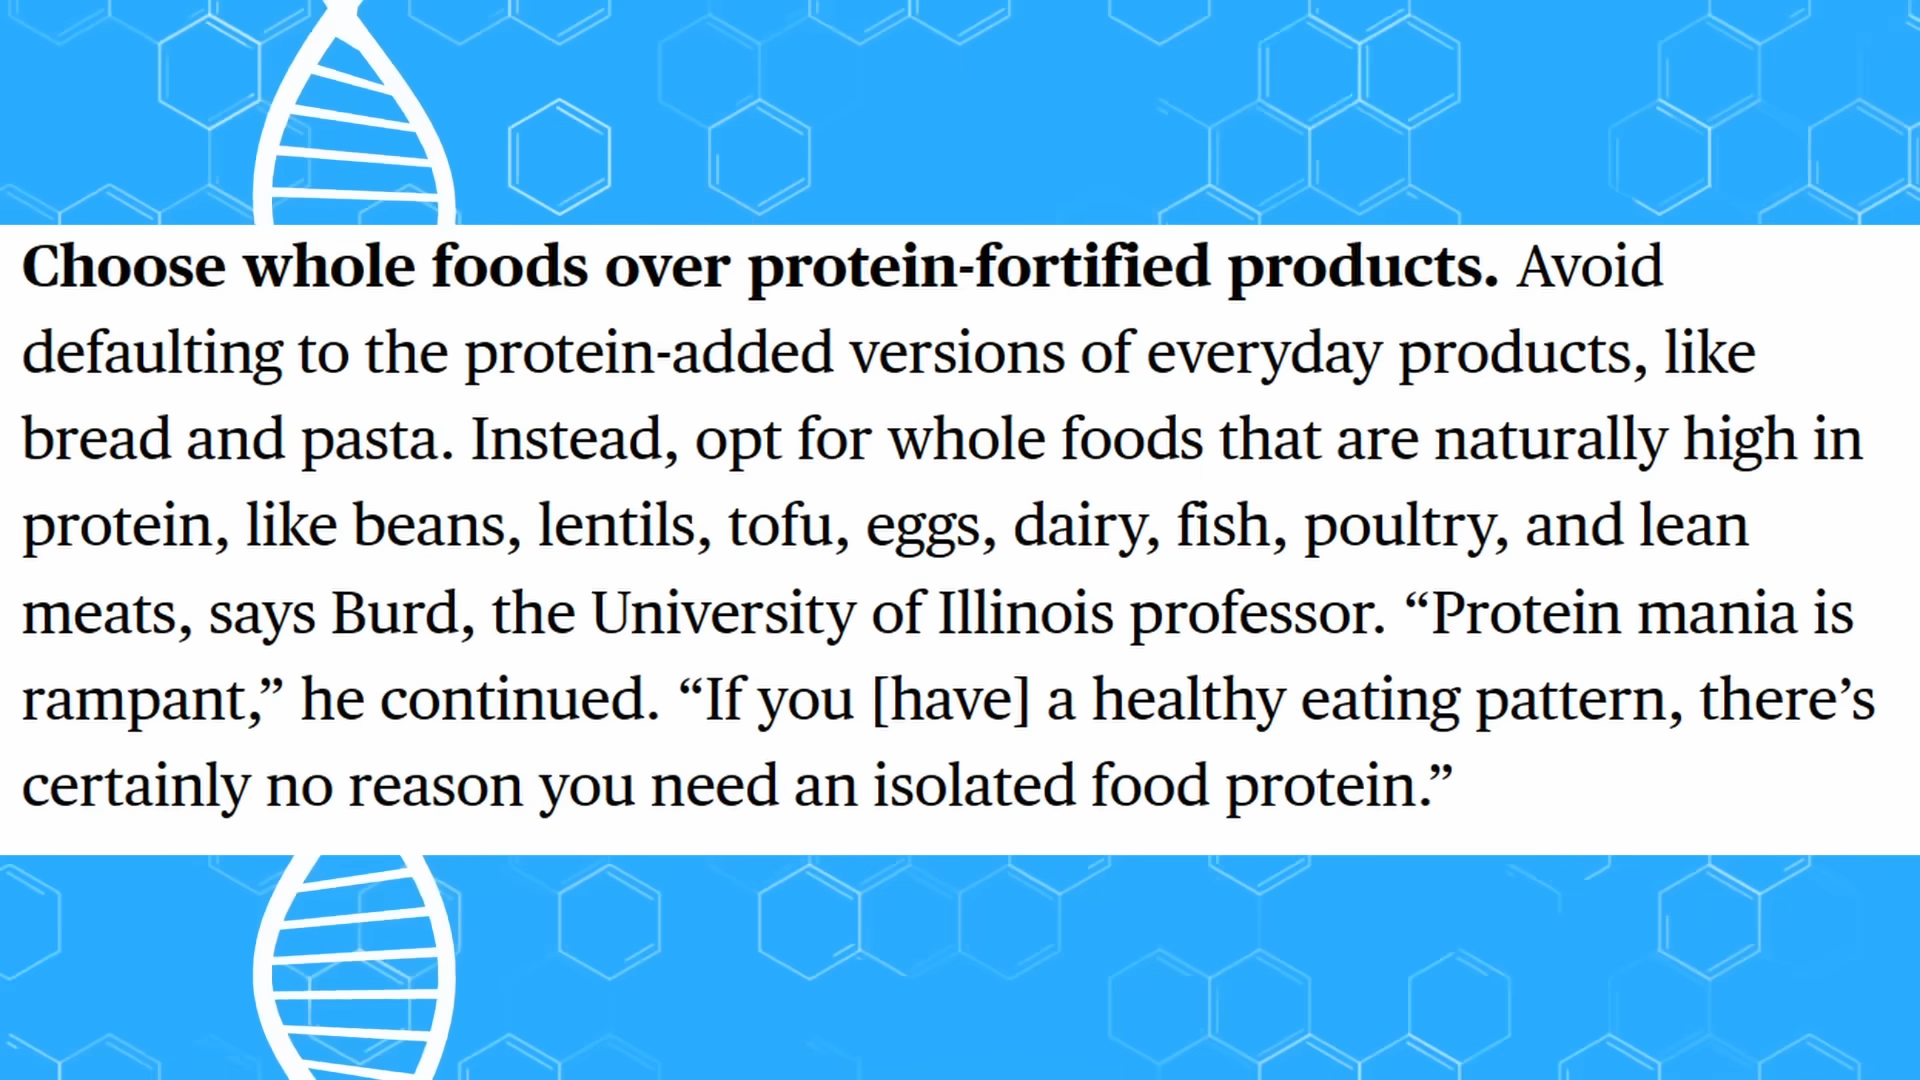 Choose whole foods over protein-fortified products. Avoid
defaulting to the protein-added versions of everyday products, like
bread and pasta. Instead, opt for whole foods that are naturally high in
protein, like beans, lentils, tofu, eggs, dairy, fish, poultry, and lean
meats, says Burd, the University of Illinois professor. “Protein mania is
rampant,” he continued. “If you [have] a healthy eating pattern, there’s
certainly no reason you need an isolated food protein.”